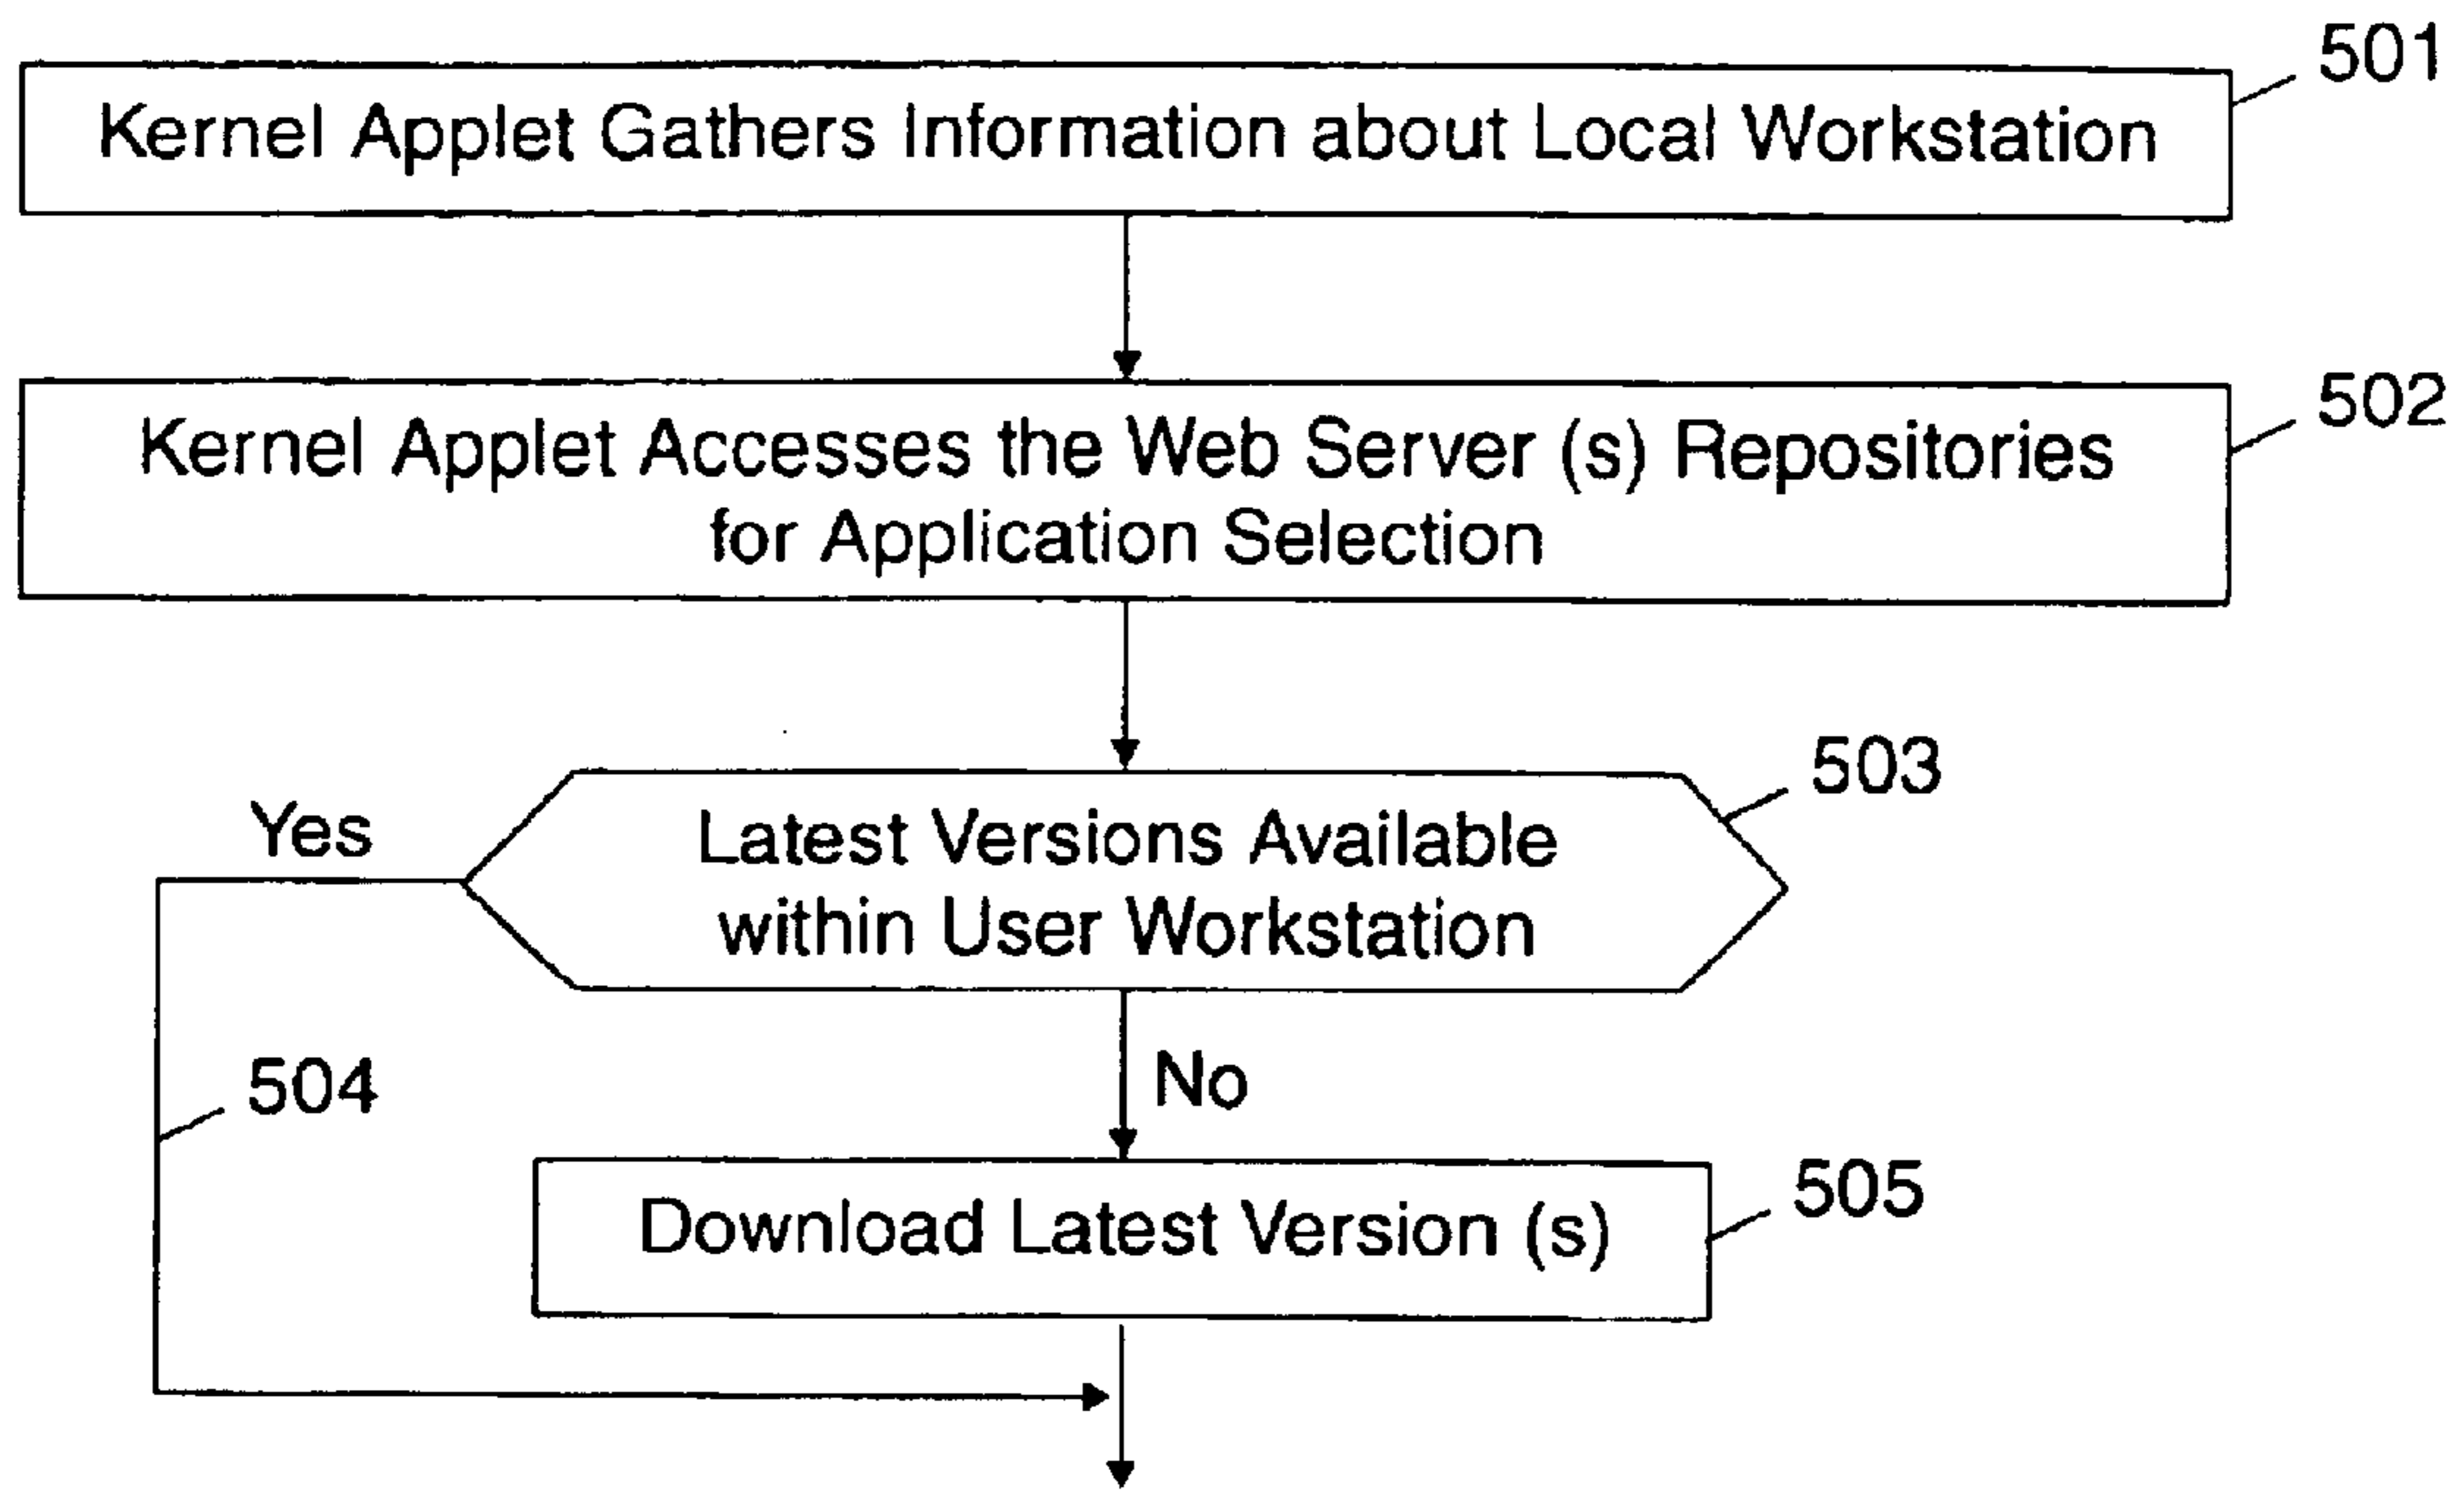 501
Kernel Applet Gathers Information about Local Workstation
502
Kernel Applet Accesses the Web Server (s) Repositories
for Application Selection
503
Yes
Latest Versions Available
within User Workstation
504
No
505
Download Latest Version (s)